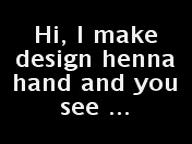 Hi, I make
design henna
hand and you
see ...